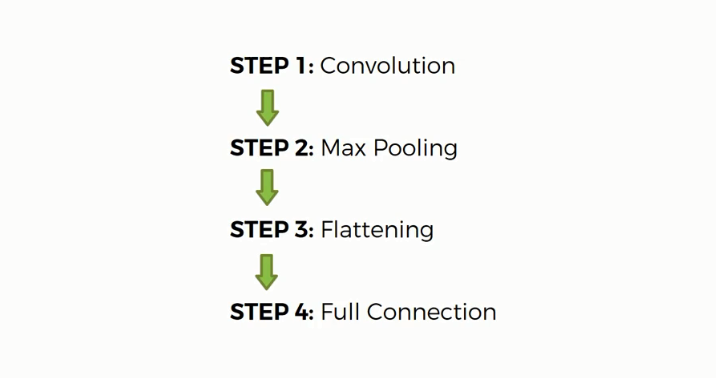 STEP 1: Convolution
STEP 2: Max Pooling
STEP 3: Flattening
STEP 4: Full Connection